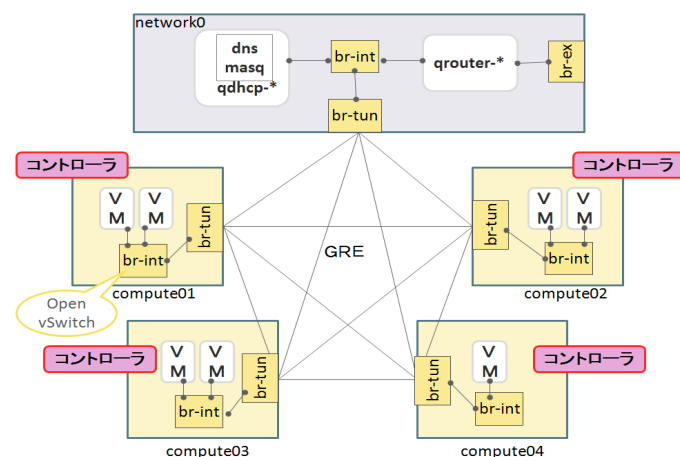 network0
dns
masq
qdhcp-*
br-int
qrouter-*
br-ex
br-tun
コントローラ
コントローラ
V
M
V
M
br-int
br-tun
br-tun
V
M
V
M
br-int
GRE
compute01
compute02
Open
vSwitch
コントローラ
V
M
V
M
br-int
br-tun
br-tun
V
M
br-int
コントローラ
compute03
compute04